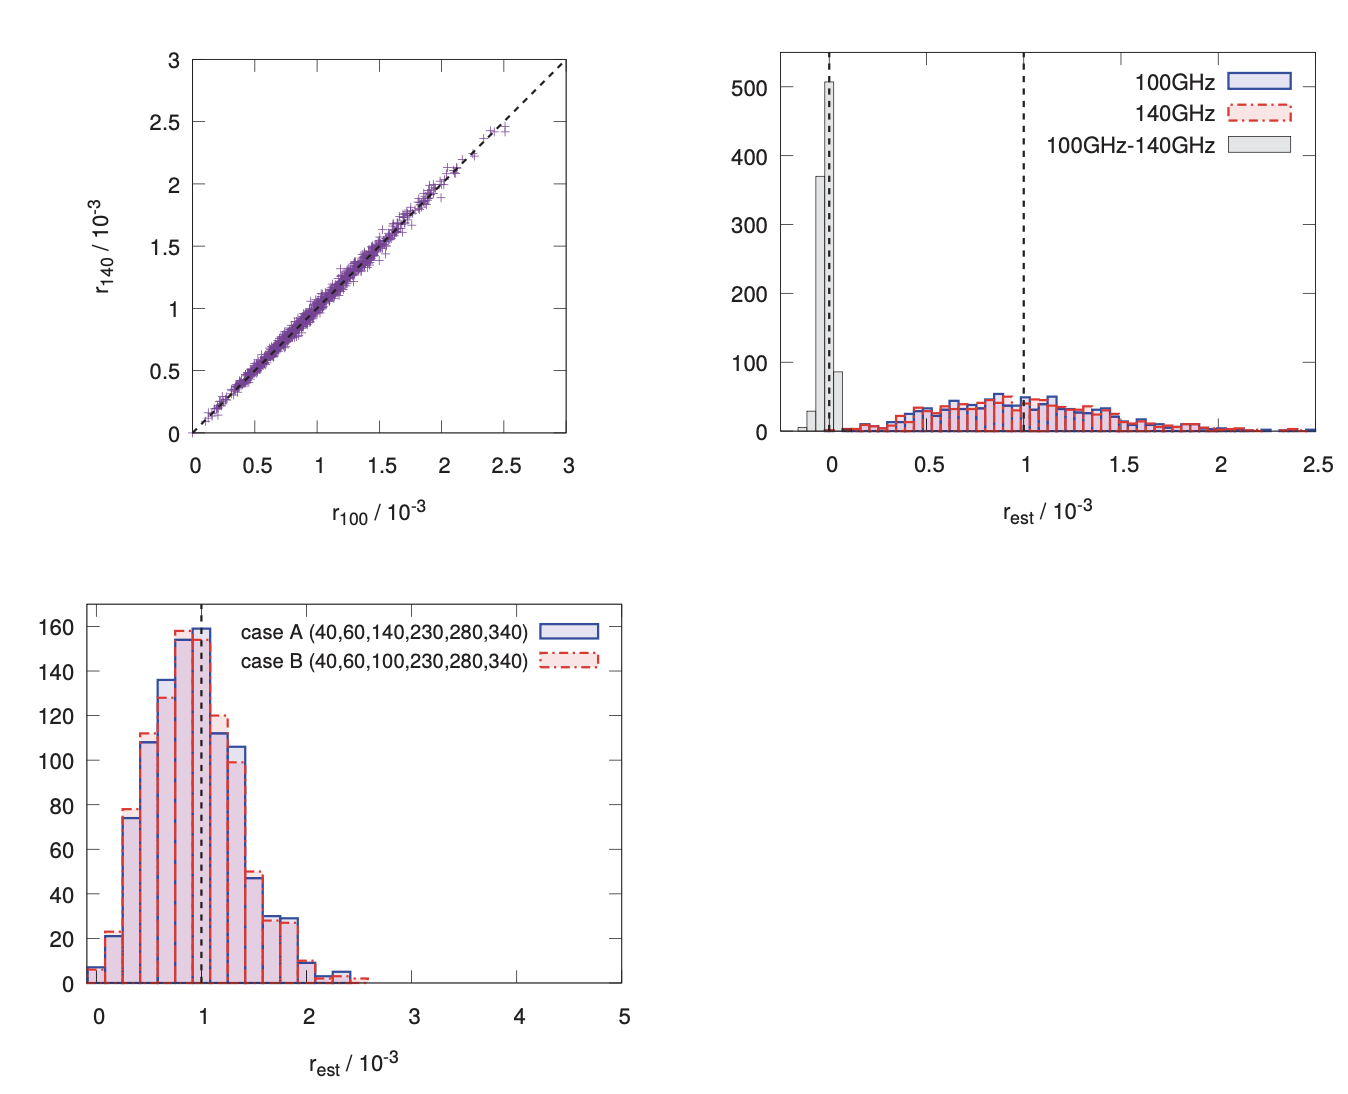 3
2.5
2
1.5
1
0.5
0
0 0.5 1 1.5 2 2.5 3
r140 / 10-3
r100 / 10-3
500
400
300
200
100
0
100GHz
140GHz
100GHz-140GHz
0 0.5 1 1.5 2 2.5
rest / 10-3
160
140
120
100
80
60
40
20
0
case A (40,60,140,230,280,340)
case B (40,60,100,230,280,340)
0 1 2 3 4 5
rest / 10-3